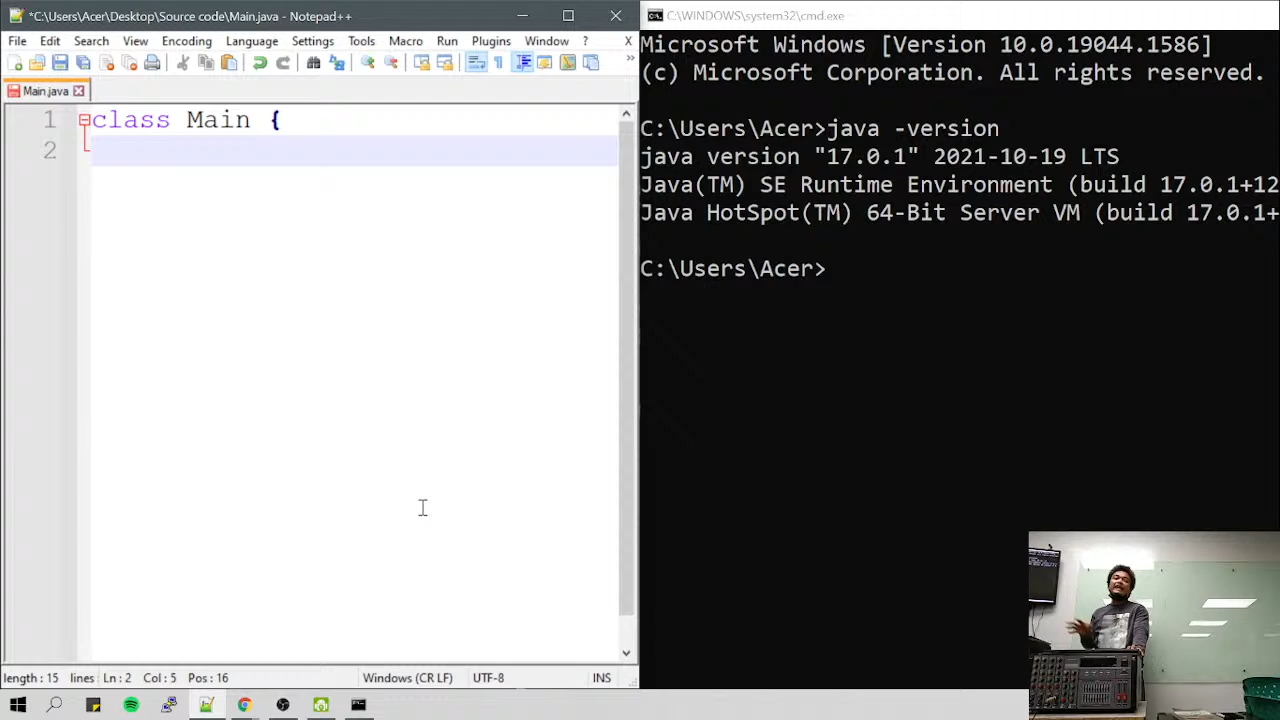 *C:\Users\Acer\Desktop\Source code\Main.java - Notepad++
File Edit Search View Encoding Language Settings Tools Macro Run Plugins Window ? X
Main.java
1 class Main {
2
length: 15 lines Ln: 2 Col: 5 Pos: 16 Windows (CR LF) UTF-8 INS
C:\WINDOWS\system32\cmd.exe
Microsoft Windows [Version 10.0.19044.1586]
(c) Microsoft Corporation. All rights reserved.
C:\Users\Acer>java -version
java version "17.0.1" 2021-10-19 LTS
Java(TM) SE Runtime Environment (build 17.0.1+12
Java HotSpot(TM) 64-Bit Server VM (build 17.0.1+
C:\Users\Acer>